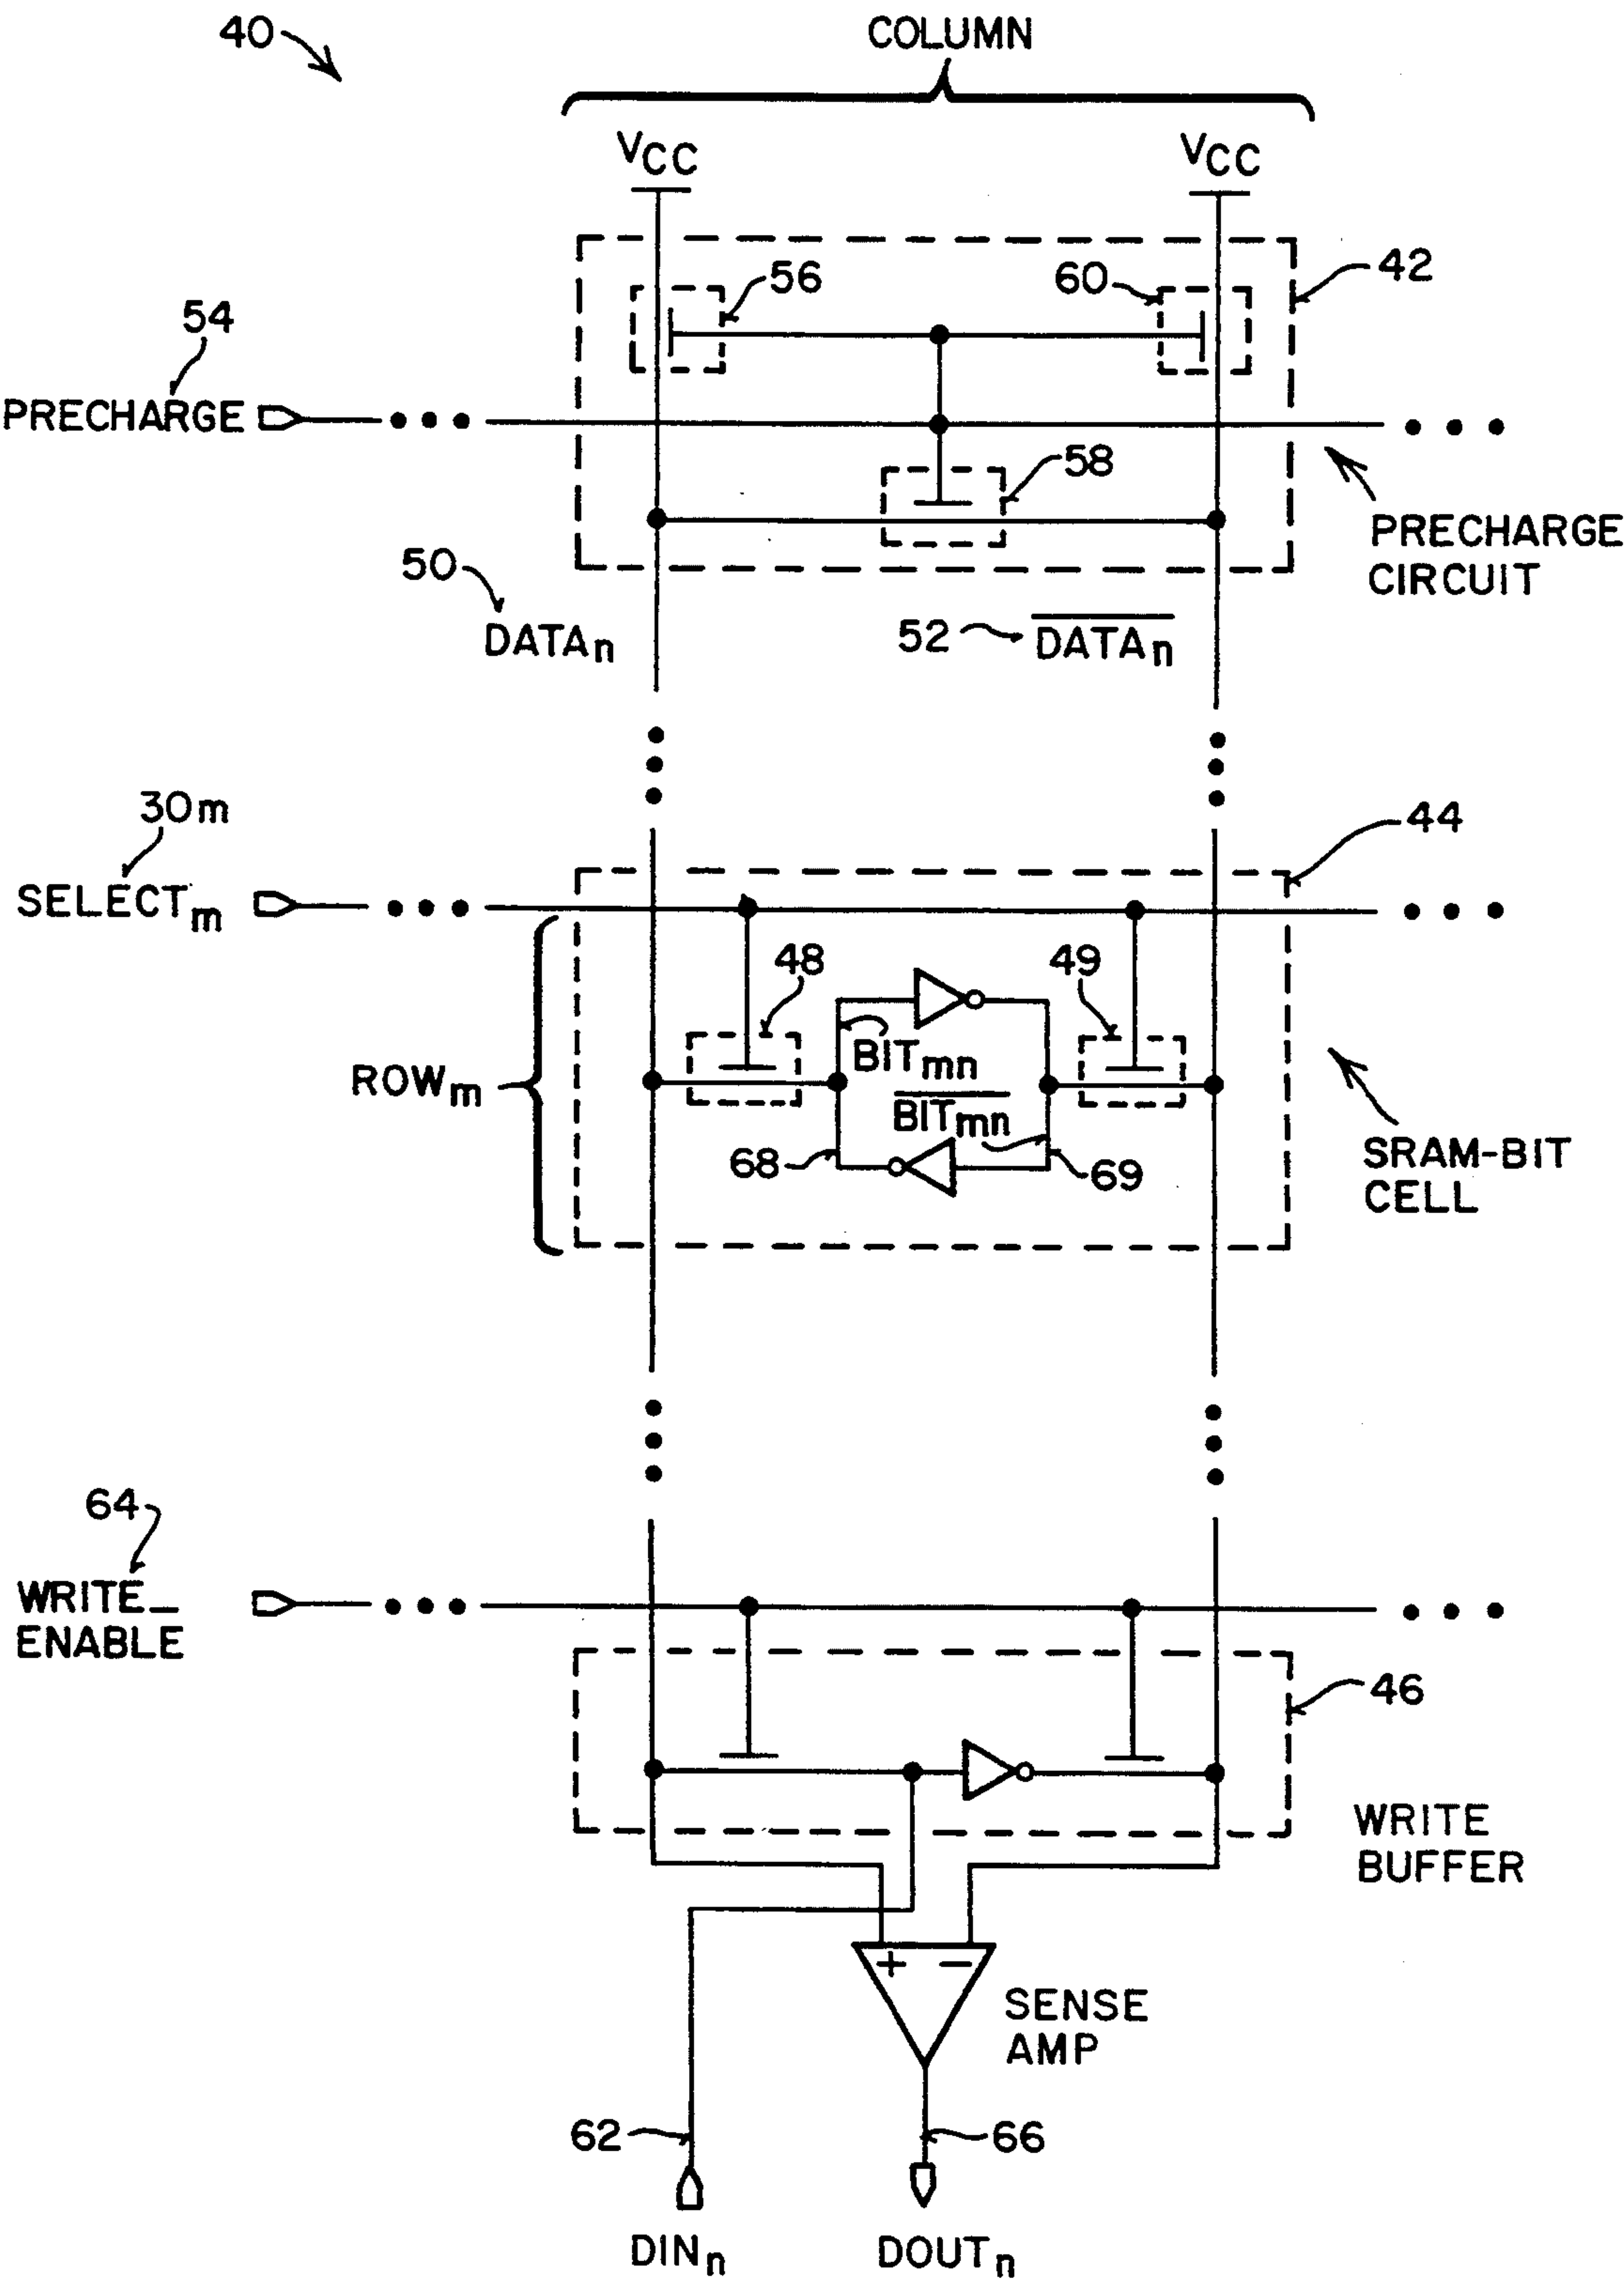 40
COLUMN
VCC
VCC
56
60
42
54
PRECHARGE
58
PRECHARGE
CIRCUIT
50
DATAn
52
DATAn
30m
SELECTm
44
48
49
BITmn
ROWm
BITmn
68
69
SRAM-BIT
CELL
64
WRITE_
ENABLE
46
WRITE
BUFFER
+ −
SENSE
AMP
62
66
DINn
DOUTn